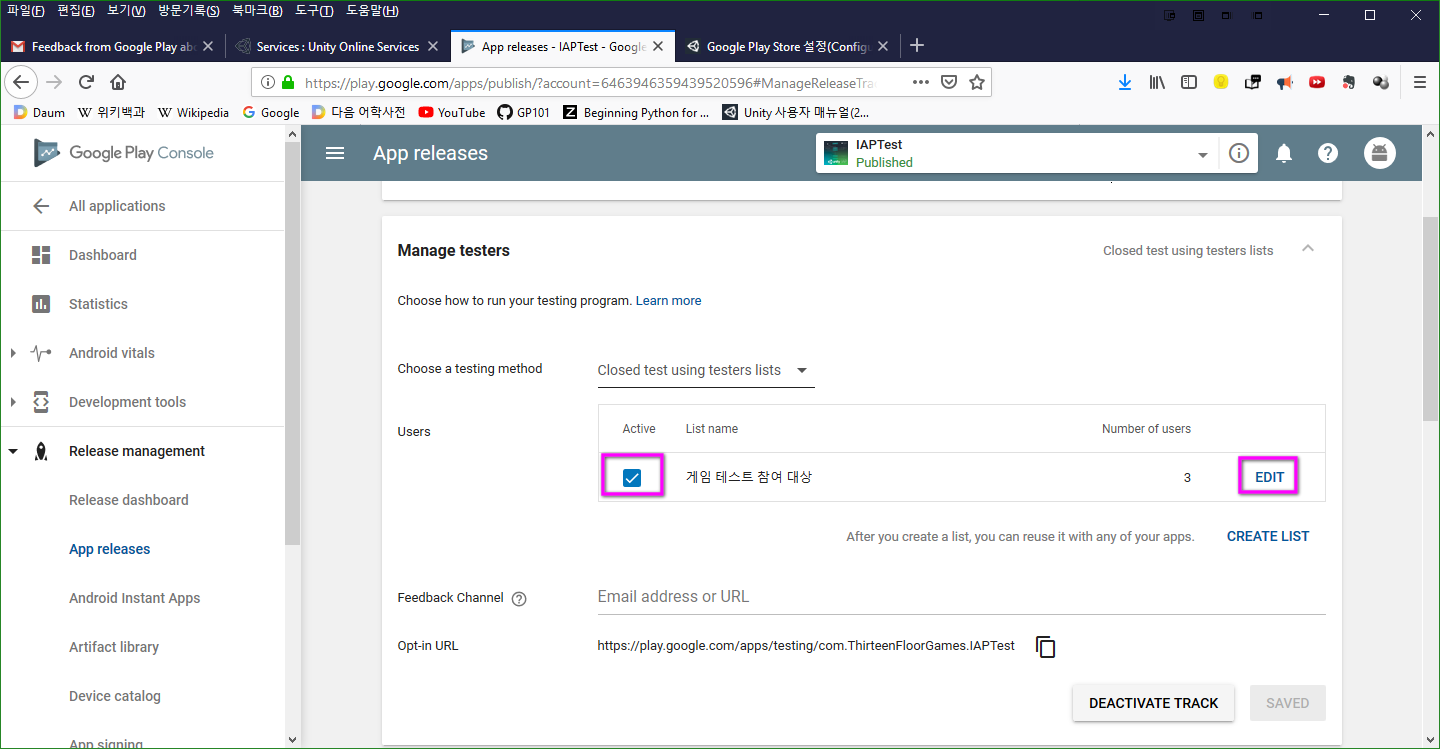 파일(F) 편집(E) 보기(V) 방문기록(S) 북마크(B) 도구(T) 도움말(H)
Feedback from Google Play ab
Services : Unity Online Services
App releases - IAPTest - Google
Google Play Store 설정(Config
https://play.google.com/apps/publish/?account=6463946359439520596#ManageReleaseTra
Daum 위키백과 Wikipedia Google 다음 어학사전 YouTube GP101 Beginning Python for ... Unity 사용자 매뉴얼(2...
Google Play Console
App releases
IAPTest
Published
All applications
Dashboard
Statistics
Android vitals
Development tools
Release management
Release dashboard
App releases
Android Instant Apps
Artifact library
Device catalog
App signing
Manage testers
Closed test using testers lists
Choose how to run your testing program. Learn more
Choose a testing method
Closed test using testers lists
Users
Active List name Number of users
게임 테스트 참여 대상 3 EDIT
After you create a list, you can reuse it with any of your apps. CREATE LIST
Feedback Channel ? Email address or URL
Opt-in URL https://play.google.com/apps/testing/com.ThirteenFloorGames.IAPTest
DEACTIVATE TRACK SAVED